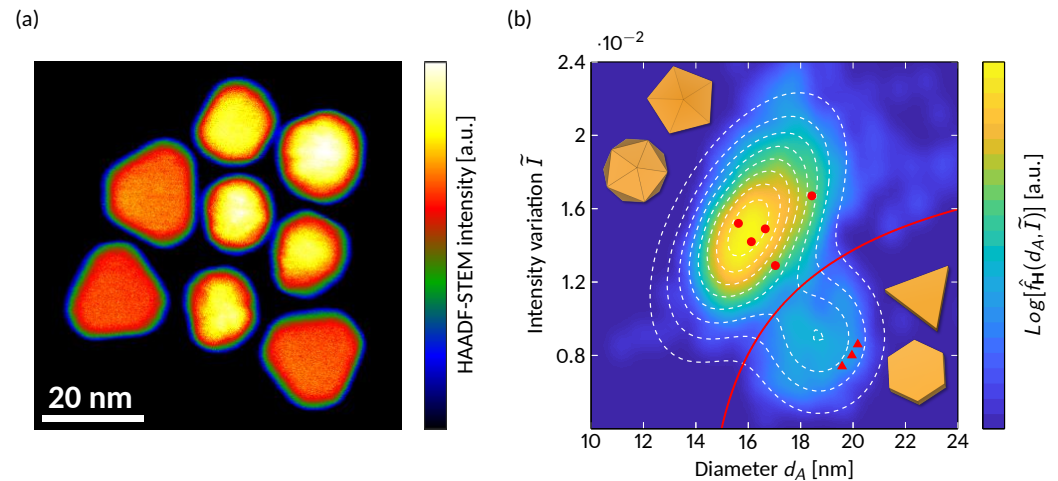 (a)
20 nm
HAADF-STEM intensity [a.u.]
(b)
·10⁻²
2.4
2
1.6
1.2
0.8
10 12 14 16 18 20 22 24
Intensity variation Ĩ
Diameter d_A [nm]
Log[f̂_H(d_A, Ĩ)] [a.u.]